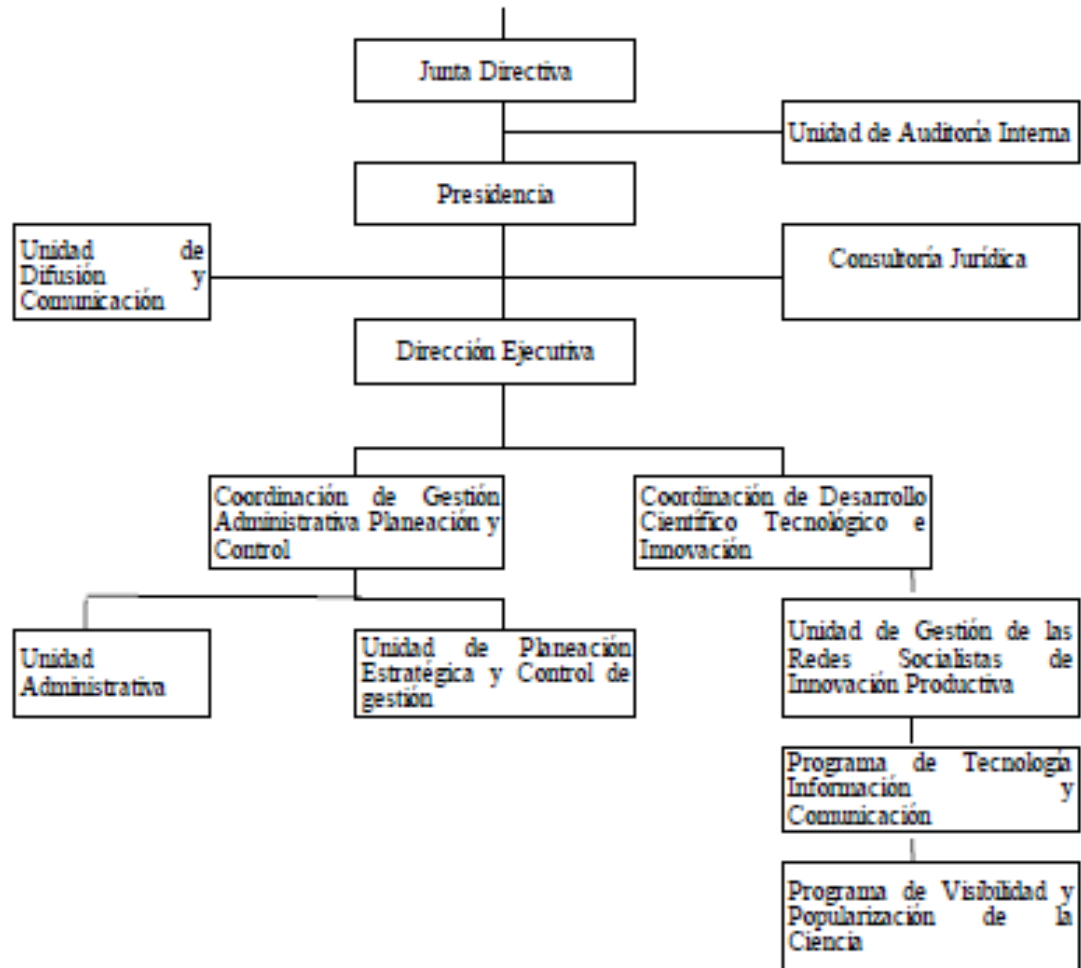 Junta Directiva
Unidad de Auditoría Interna
Presidencia
Unidad de
Difusión y
Comunicación
Consultoría Jurídica
Dirección Ejecutiva
Coordinación de Gestión
Administrativa Planeación y
Control
Coordinación de Desarrollo
Científico Tecnológico e
Innovación
Unidad
Administrativa
Unidad de Planeación
Estratégica y Control de
gestión
Unidad de Gestión de las
Redes Socialistas de
Innovación Productiva
Programa de Tecnología
Información y
Comunicación
Programa de Visibilidad y
Popularización de la
Ciencia